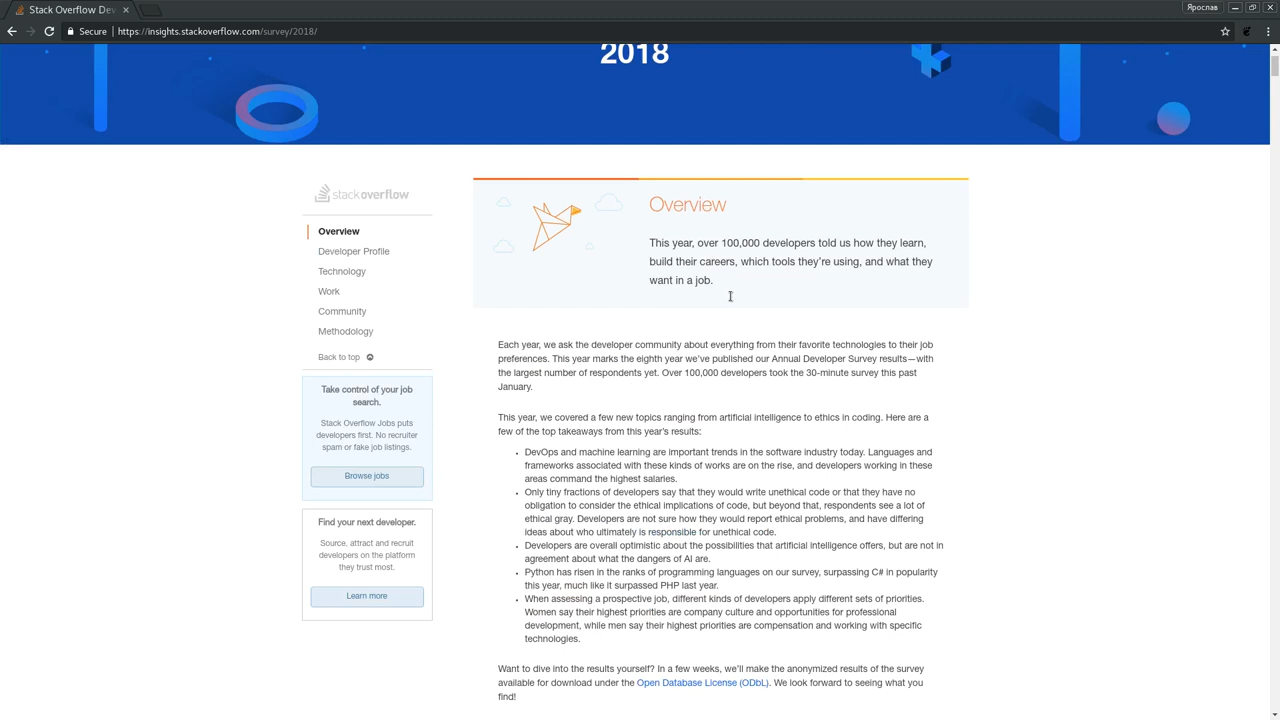 Stack Overflow Dev
Ярослав
Secure https://insights.stackoverflow.com/survey/2018/
2018
stackoverflow
Overview
Developer Profile
Technology
Work
Community
Methodology
Back to top
Take control of your job
search.
Stack Overflow Jobs puts
developers first. No recruiter
spam or fake job listings.
Browse jobs
Find your next developer.
Source, attract and recruit
developers on the platform
they trust most.
Learn more
Overview
This year, over 100,000 developers told us how they learn,
build their careers, which tools they're using, and what they
want in a job.
Each year, we ask the developer community about everything from their favorite technologies to their job
preferences. This year marks the eighth year we've published our Annual Developer Survey results—with
the largest number of respondents yet. Over 100,000 developers took the 30-minute survey this past
January.
This year, we covered a few new topics ranging from artificial intelligence to ethics in coding. Here are a
few of the top takeaways from this year's results:
• DevOps and machine learning are important trends in the software industry today. Languages and
frameworks associated with these kinds of works are on the rise, and developers working in these
areas command the highest salaries.
• Only tiny fractions of developers say that they would write unethical code or that they have no
obligation to consider the ethical implications of code, but beyond that, respondents see a lot of
ethical gray. Developers are not sure how they would report ethical problems, and have differing
ideas about who ultimately is responsible for unethical code.
• Developers are overall optimistic about the possibilities that artificial intelligence offers, but are not in
agreement about what the dangers of AI are.
• Python has risen in the ranks of programming languages on our survey, surpassing C# in popularity
this year, much like it surpassed PHP last year.
• When assessing a prospective job, different kinds of developers apply different sets of priorities.
Women say their highest priorities are company culture and opportunities for professional
development, while men say their highest priorities are compensation and working with specific
technologies.
Want to dive into the results yourself? In a few weeks, we'll make the anonymized results of the survey
available for download under the Open Database License (ODbL). We look forward to seeing what you
find!